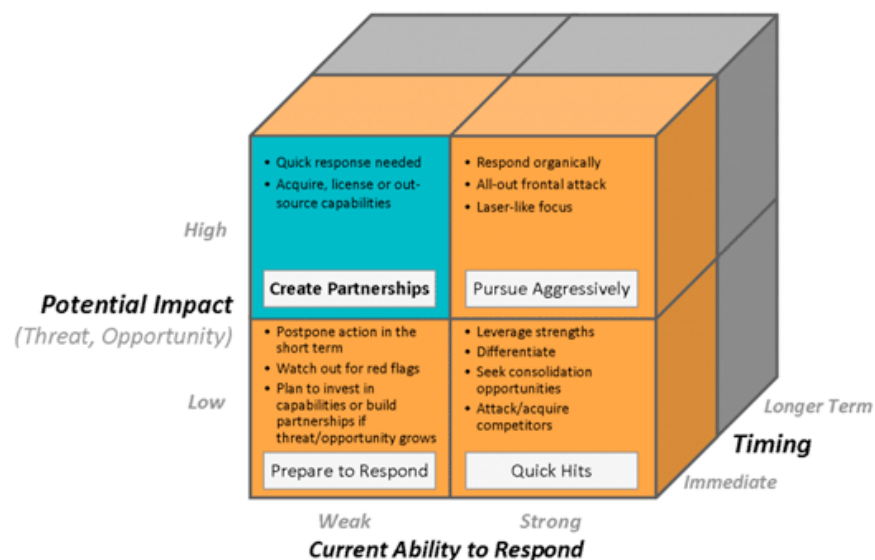 • Quick response needed
• Acquire, license or out-
source capabilities
Create Partnerships
• Respond organically
• All-out frontal attack
• Laser-like focus
Pursue Aggressively
High
Potential Impact
(Threat, Opportunity)
Low
• Postpone action in the
short term
• Watch out for red flags
• Plan to invest in
capabilities or build
partnerships if
threat/opportunity grows
Prepare to Respond
• Leverage strengths
• Differentiate
• Seek consolidation
opportunities
• Attack/acquire
competitors
Quick Hits
Longer Term
Timing
Immediate
Weak
Strong
Current Ability to Respond